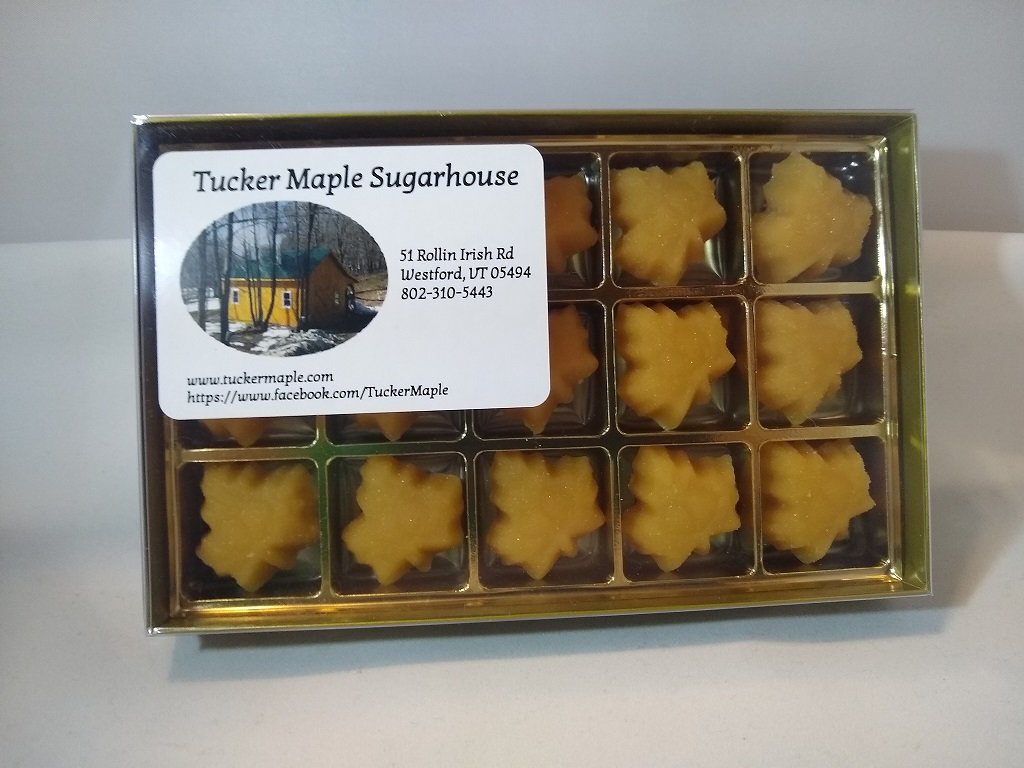 Tucker Maple Sugarhouse
51 Rollin Irish Rd
Westford, VT 05494
802-310-5443
www.tuckermaple.com
https://www.facebook.com/TuckerMaple